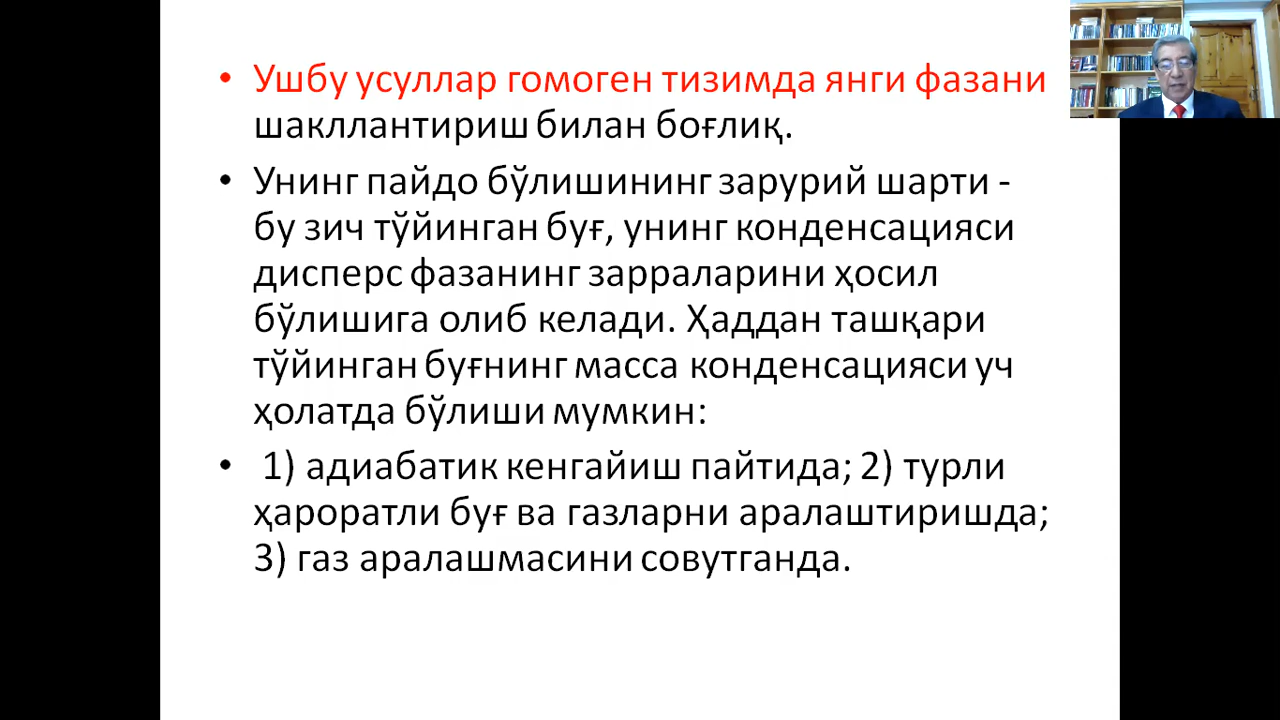 • Ушбу усуллар гомоген тизимда янги фазани
шакллантириш билан боғлиқ.
• Унинг пайдо бўлишининг зарурий шарти -
бу зич тўйинган буғ, унинг конденсацияси
дисперс фазанинг зарраларини ҳосил
бўлишига олиб келади. Ҳаддан ташқари
тўйинган буғнинг масса конденсацияси уч
ҳолатда бўлиши мумкин:
• 1) адиабатик кенгайиш пайтида; 2) турли
ҳароратли буғ ва газларни аралаштиришда;
3) газ аралашмасини совутганда.